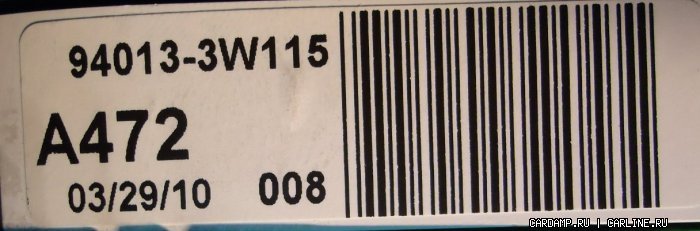 94013-3W115
A472
03/29/10 008
CARDAMP.RU | CARLINE.RU